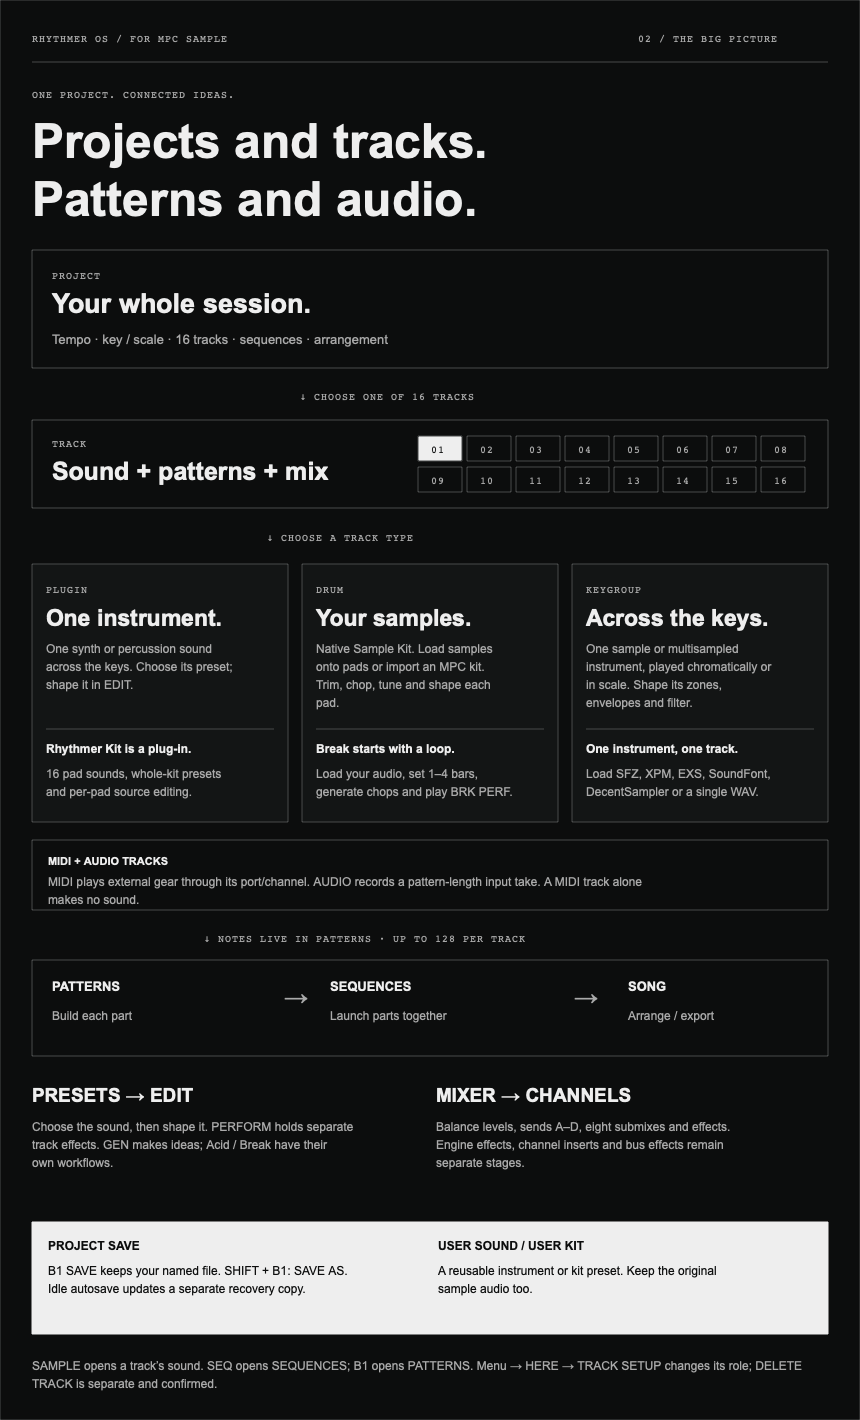 RHYTHMER OS / FOR MPC SAMPLE
02 / THE BIG PICTURE
ONE PROJECT. CONNECTED IDEAS.
Projects and tracks.
Patterns and audio.
PROJECT
Your whole session.
Tempo · key / scale · 16 tracks · sequences · arrangement
↓ CHOOSE ONE OF 16 TRACKS
TRACK
Sound + patterns + mix
01 02 03 04 05 06 07 08
09 10 11 12 13 14 15 16
↓ CHOOSE A TRACK TYPE
PLUGIN
One instrument.
One synth or percussion sound
across the keys. Choose its preset;
shape it in EDIT.
Rhythmer Kit is a plug-in.
16 pad sounds, whole-kit presets
and per-pad source editing.
DRUM
Your samples.
Native Sample Kit. Load samples
onto pads or import an MPC kit.
Trim, chop, tune and shape each
pad.
Break starts with a loop.
Load your audio, set 1–4 bars,
generate chops and play BRK PERF.
KEYGROUP
Across the keys.
One sample or multisampled
instrument, played chromatically or
in scale. Shape its zones,
envelopes and filter.
One instrument, one track.
Load SFZ, XPM, EXS, SoundFont,
DecentSampler or a single WAV.
MIDI + AUDIO TRACKS
MIDI plays external gear through its port/channel. AUDIO records a pattern-length input take. A MIDI track alone
makes no sound.
↓ NOTES LIVE IN PATTERNS · UP TO 128 PER TRACK
PATTERNS
Build each part
→
SEQUENCES
Launch parts together
→
SONG
Arrange / export
PRESETS → EDIT
Choose the sound, then shape it. PERFORM holds separate
track effects. GEN makes ideas; Acid / Break have their
own workflows.
MIXER → CHANNELS
Balance levels, sends A–D, eight submixes and effects.
Engine effects, channel inserts and bus effects remain
separate stages.
PROJECT SAVE
B1 SAVE keeps your named file. SHIFT + B1: SAVE AS.
Idle autosave updates a separate recovery copy.
USER SOUND / USER KIT
A reusable instrument or kit preset. Keep the original
sample audio too.
SAMPLE opens a track's sound. SEQ opens SEQUENCES; B1 opens PATTERNS. Menu → HERE → TRACK SETUP changes its role; DELETE
TRACK is separate and confirmed.